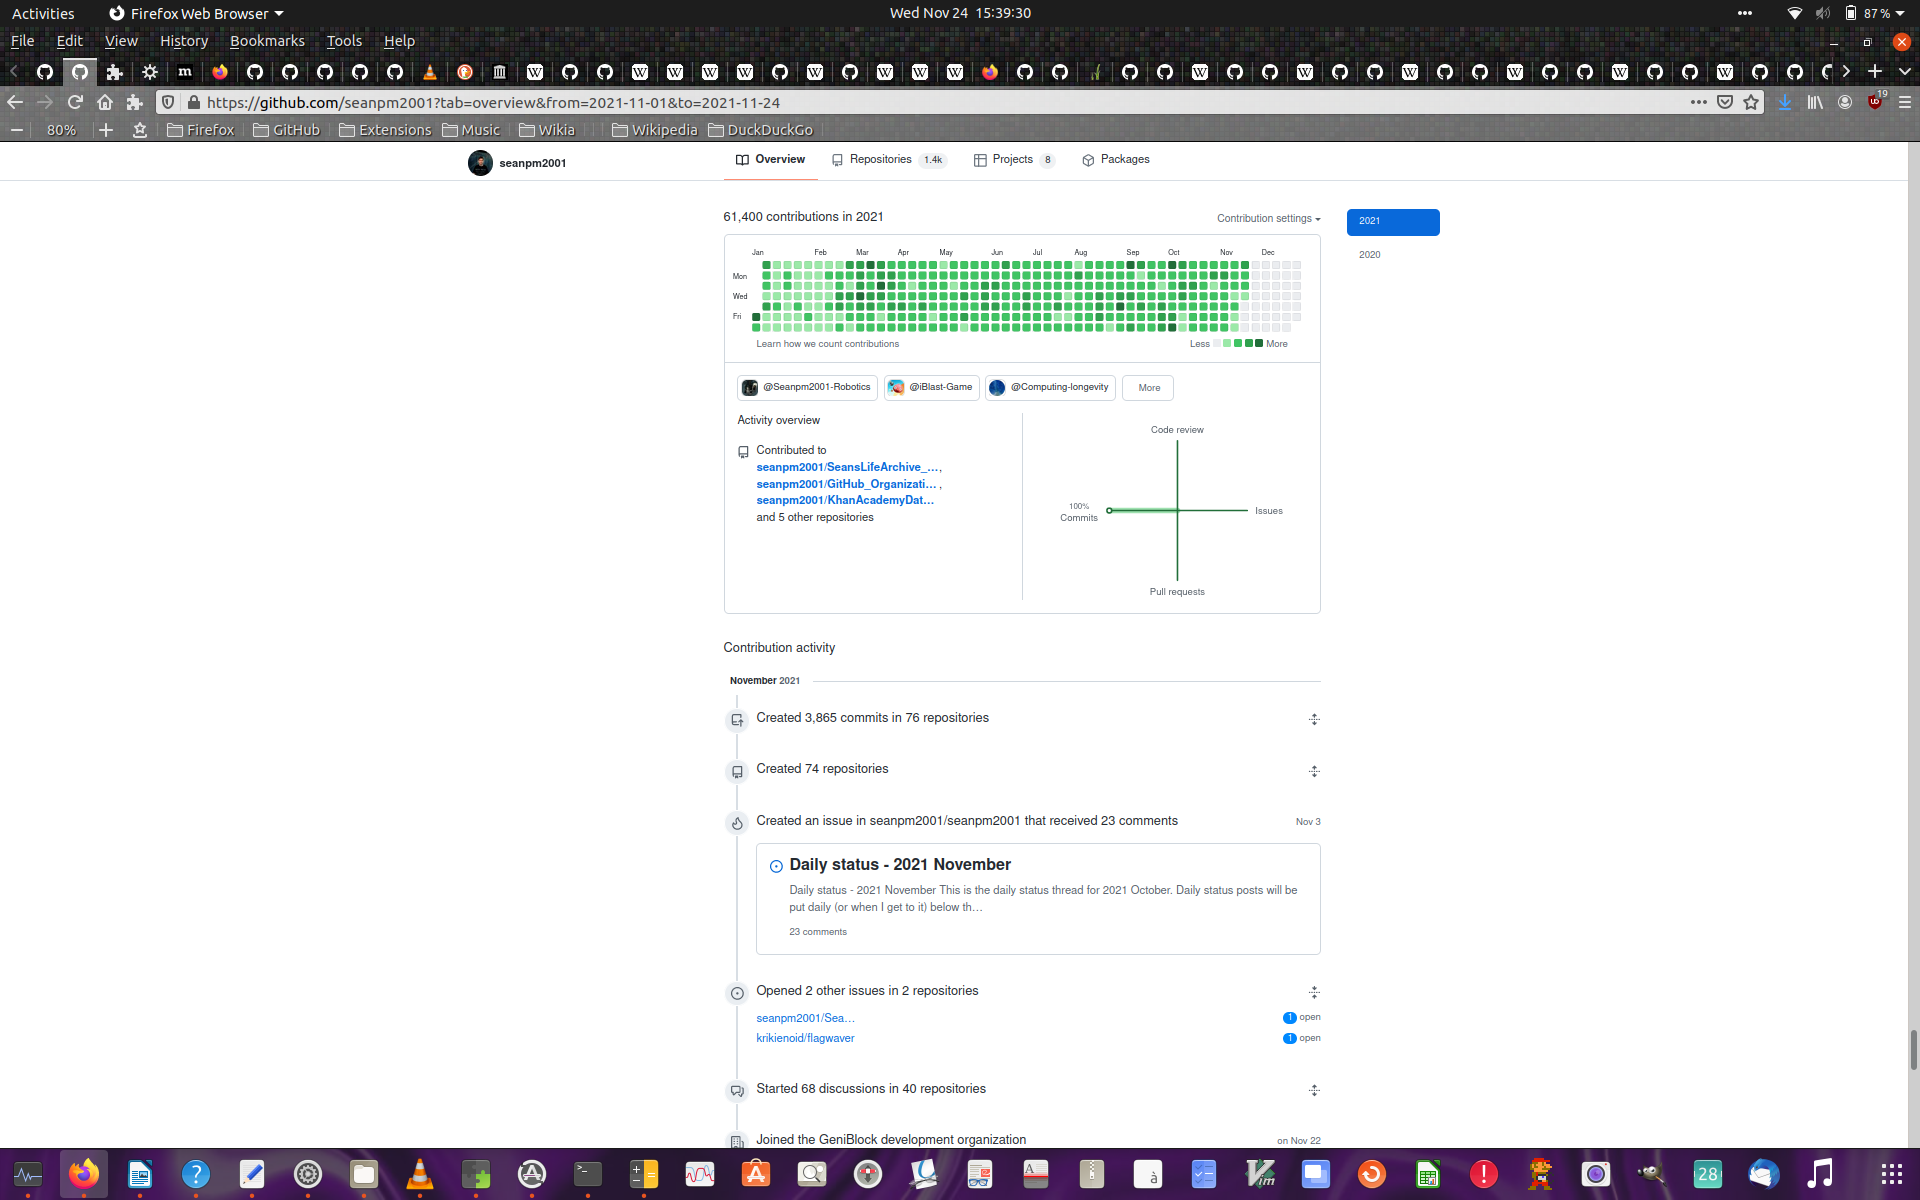 Activities
Firefox Web Browser
Wed Nov 24 15:39:30
87 %
File Edit View History Bookmarks Tools Help
https://github.com/seanpm2001?tab=overview&from=2021-11-01&to=2021-11-24
19
80%
Firefox GitHub Extensions Music Wikia Wikipedia DuckDuckGo
seanpm2001
Overview Repositories 1.4k Projects 8 Packages
61,400 contributions in 2021
Contribution settings
2021
2020
Jan Feb Mar Apr May Jun Jul Aug Sep Oct Nov Dec
Mon
Wed
Fri
Learn how we count contributions
Less More
@Seanpm2001-Robotics @iBlast-Game @Computing-longevity More
Activity overview
Contributed to
seanpm2001/SeansLifeArchive_…,
seanpm2001/GitHub_Organizati… ,
seanpm2001/KhanAcademyDat…
and 5 other repositories
Code review
100%
Commits
Issues
Pull requests
Contribution activity
November 2021
Created 3,865 commits in 76 repositories
Created 74 repositories
Created an issue in seanpm2001/seanpm2001 that received 23 comments
Nov 3
Daily status - 2021 November
Daily status - 2021 November This is the daily status thread for 2021 October. Daily status posts will be
put daily (or when I get to it) below th…
23 comments
Opened 2 other issues in 2 repositories
seanpm2001/Sea…
1 open
krikienoid/flagwaver
1 open
Started 68 discussions in 40 repositories
Joined the GeniBlock development organization
on Nov 22
28